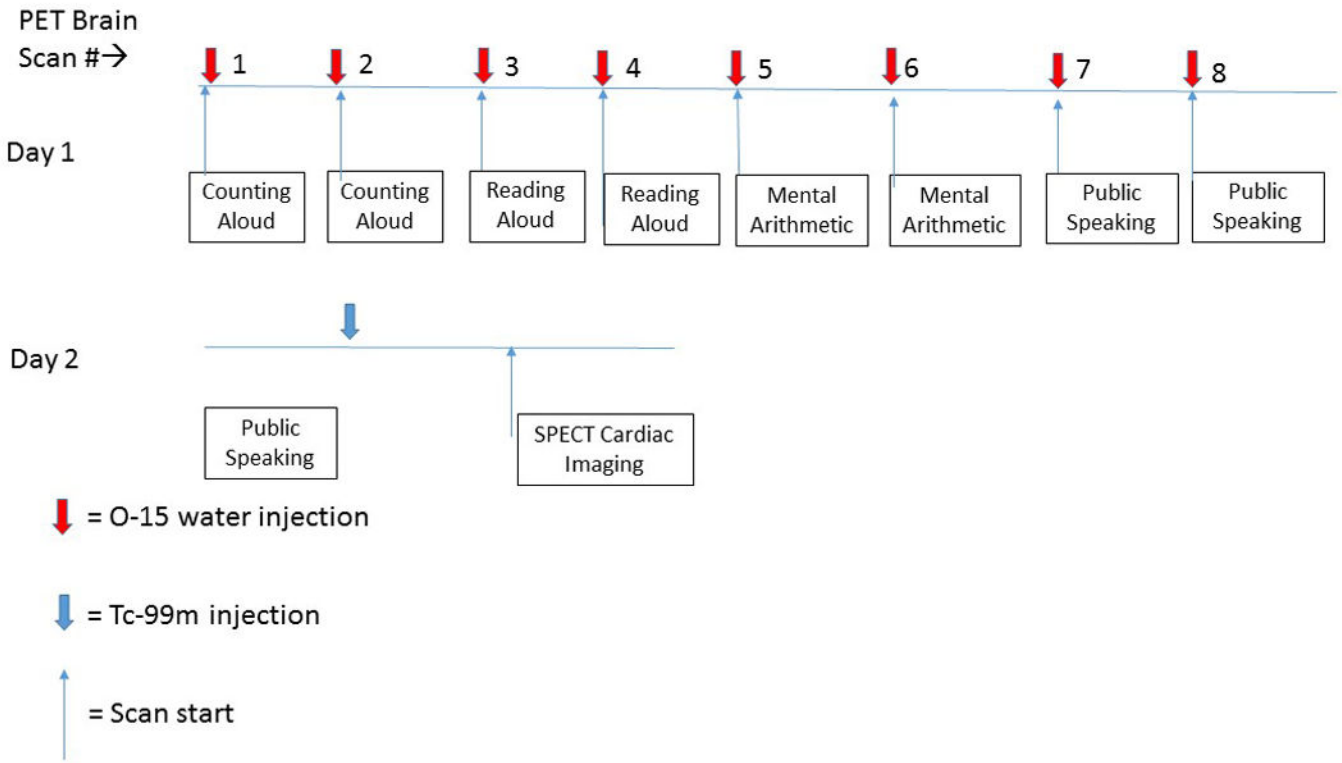 PET Brain
Scan #→
1 2 3 4 5 6 7 8
Day 1
Counting Aloud
Counting Aloud
Reading Aloud
Reading Aloud
Mental Arithmetic
Mental Arithmetic
Public Speaking
Public Speaking
Day 2
Public Speaking
SPECT Cardiac Imaging
= O-15 water injection
= Tc-99m injection
= Scan start